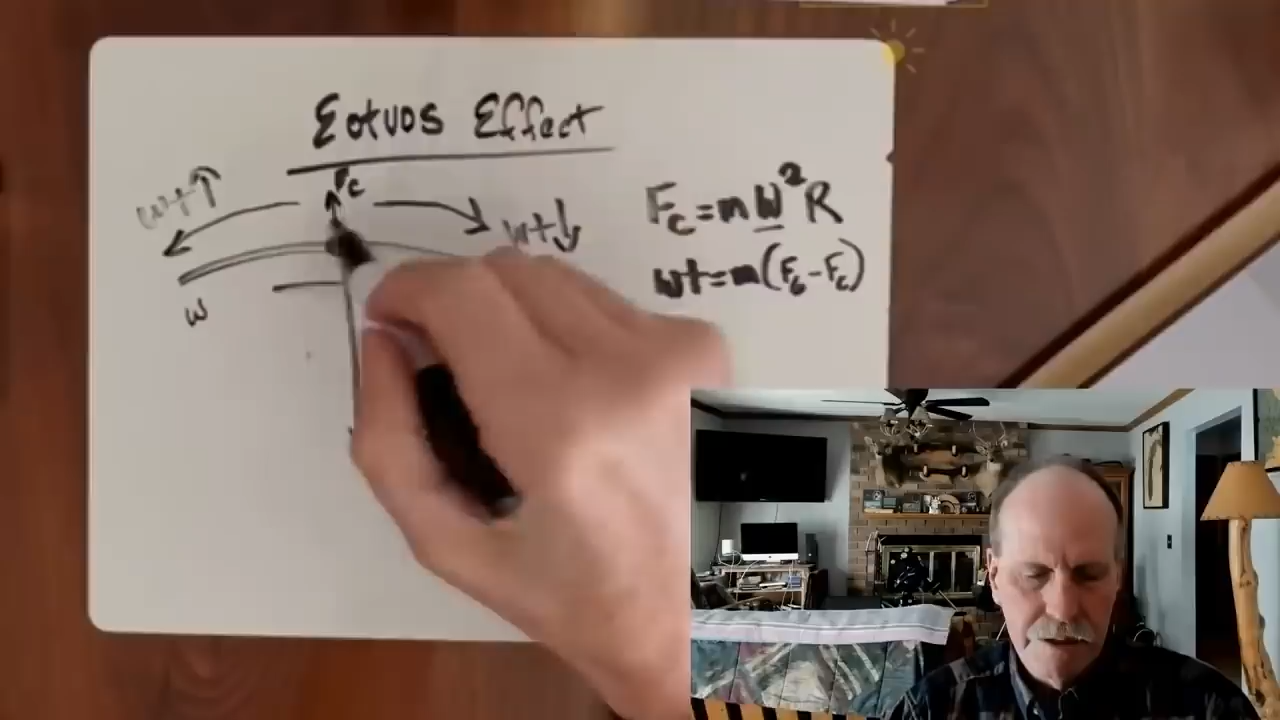 Eotvos Effect
Fc
wt↑
wt↓
w
Fc=mW²R
wt=m(FG-Fc)